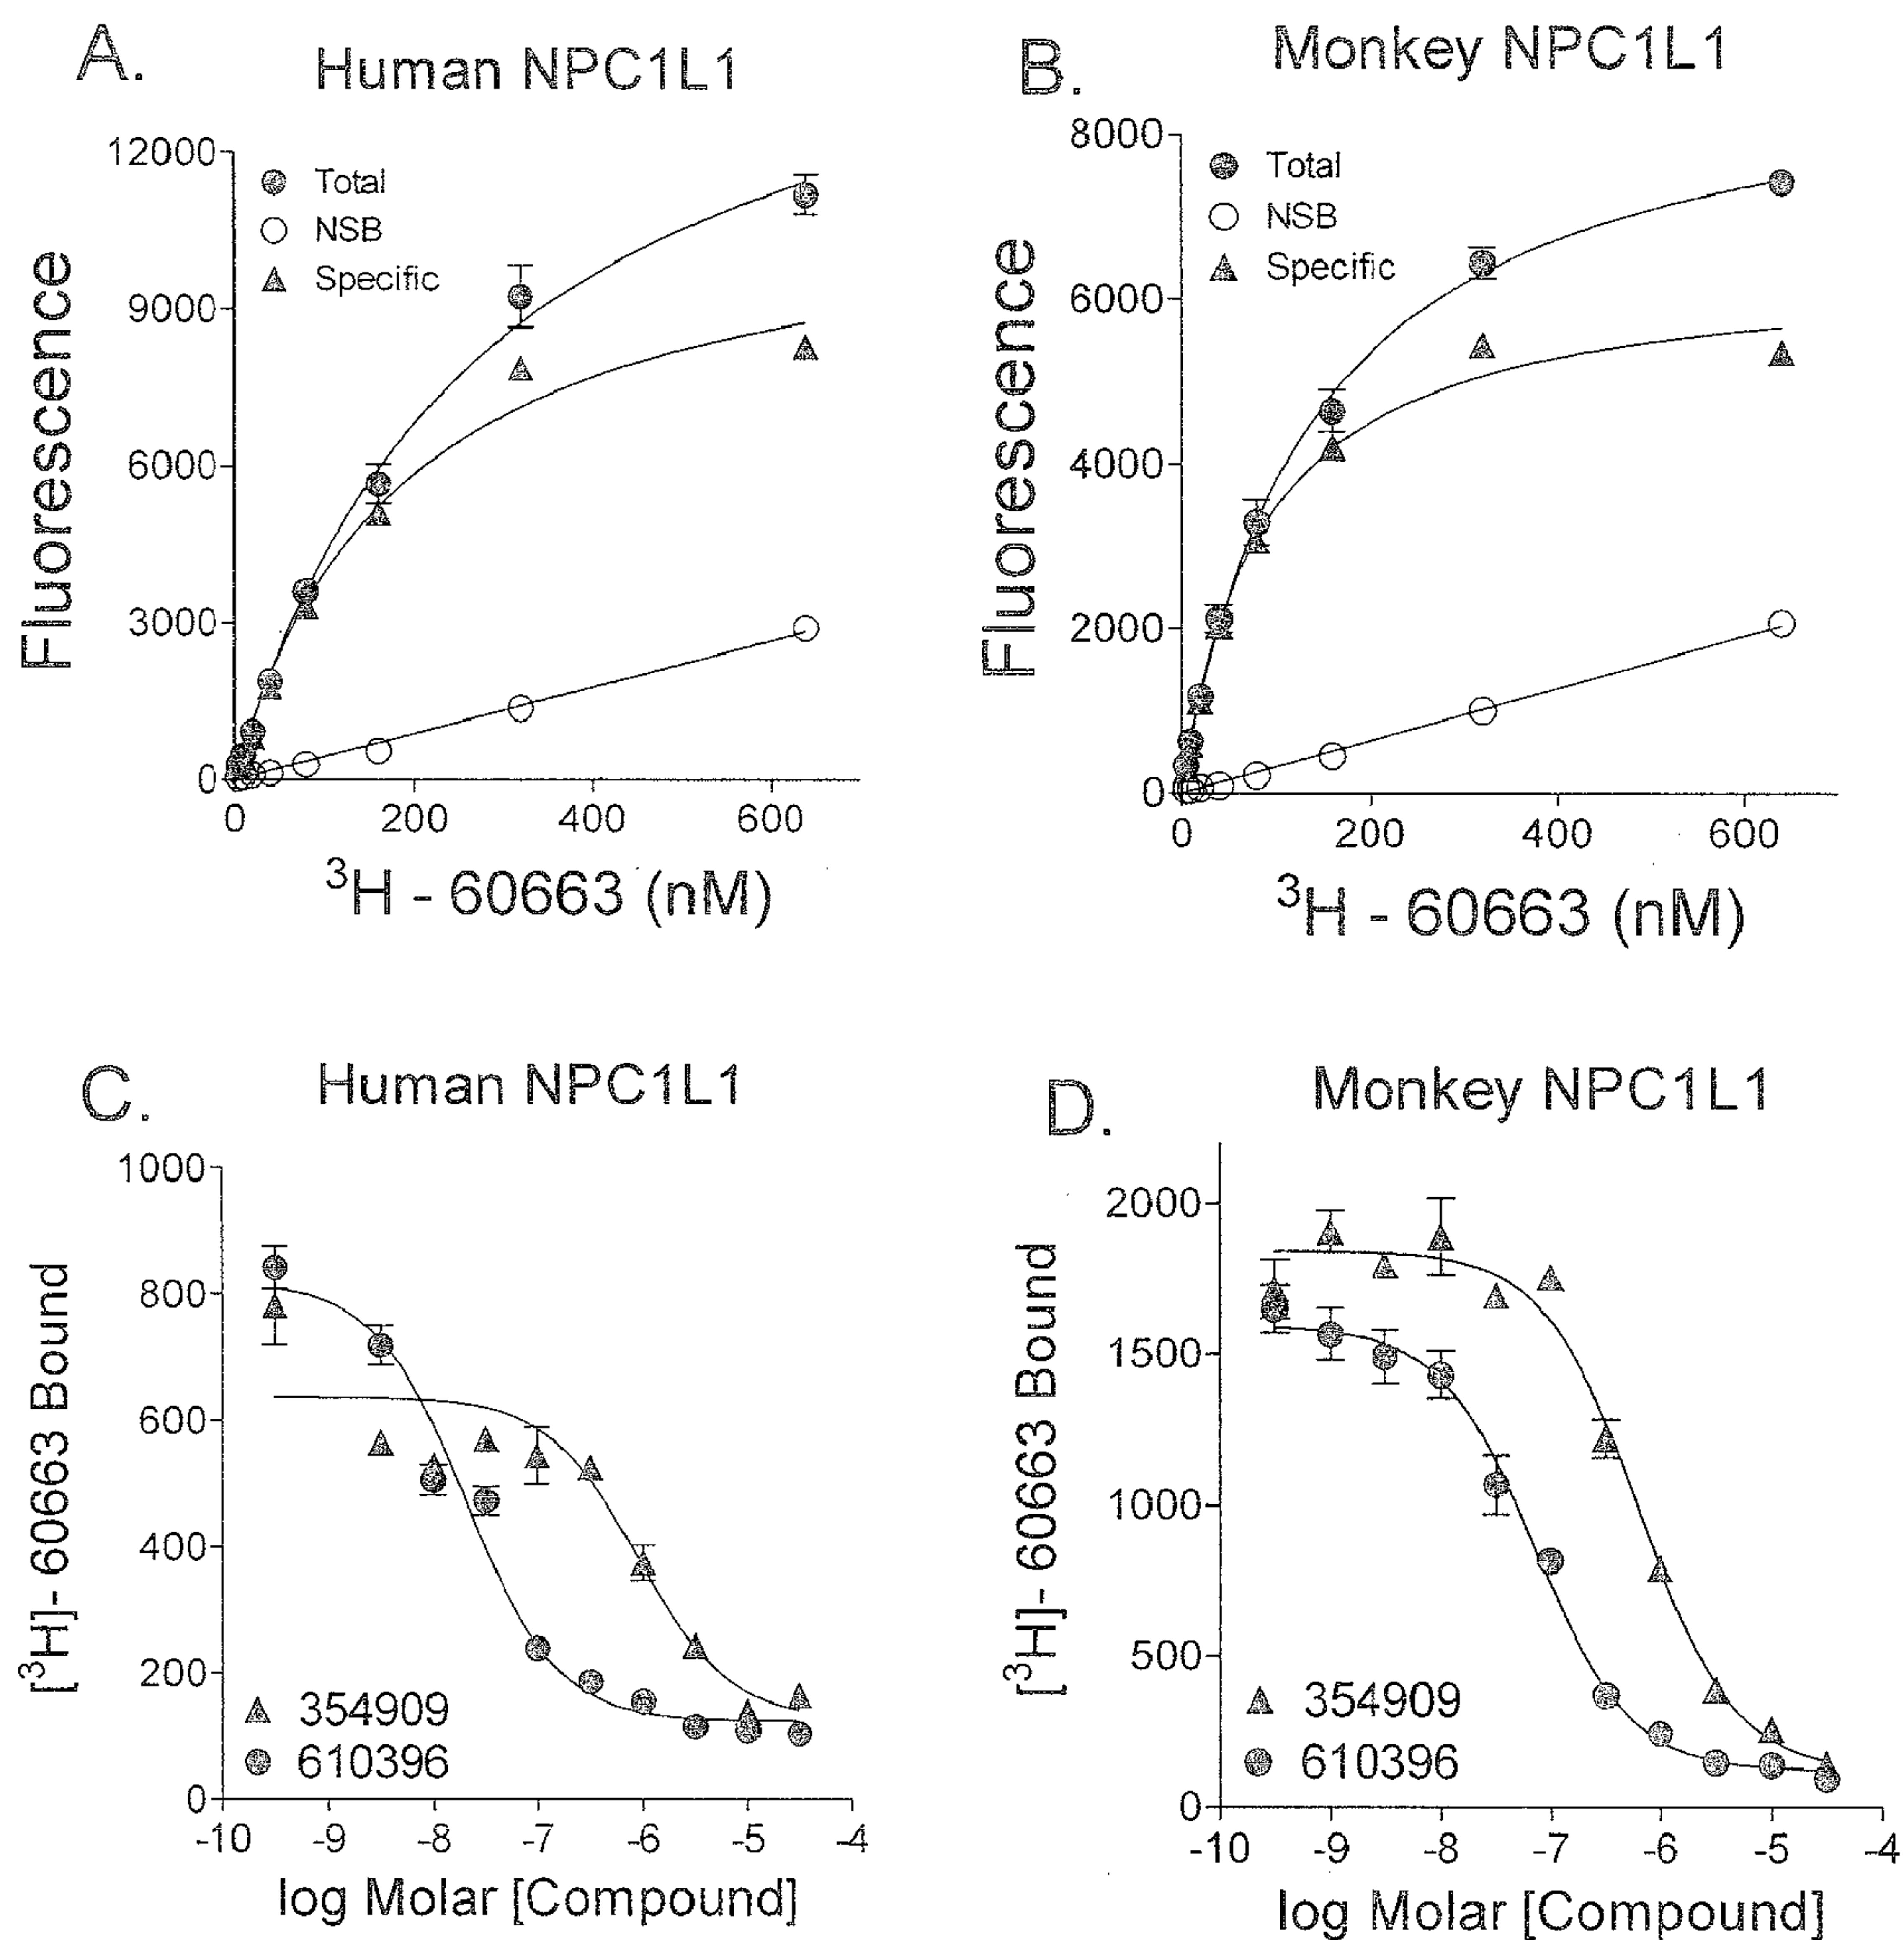 A.
Human NPC1L1
12000
9000
6000
3000
0
Total
NSB
Specific
Fluorescence
0 200 400 600
³H - 60663 (nM)
B.
Monkey NPC1L1
8000
6000
4000
2000
0
Total
NSB
Specific
Fluorescence
0 200 400 600
³H - 60663 (nM)
C.
Human NPC1L1
1000
800
600
400
200
0
[³H]- 60663 Bound
354909
610396
-10 -9 -8 -7 -6 -5 -4
log Molar [Compound]
D.
Monkey NPC1L1
2000
1500
1000
500
0
[³H]- 60663 Bound
354909
610396
-10 -9 -8 -7 -6 -5 -4
log Molar [Compound]